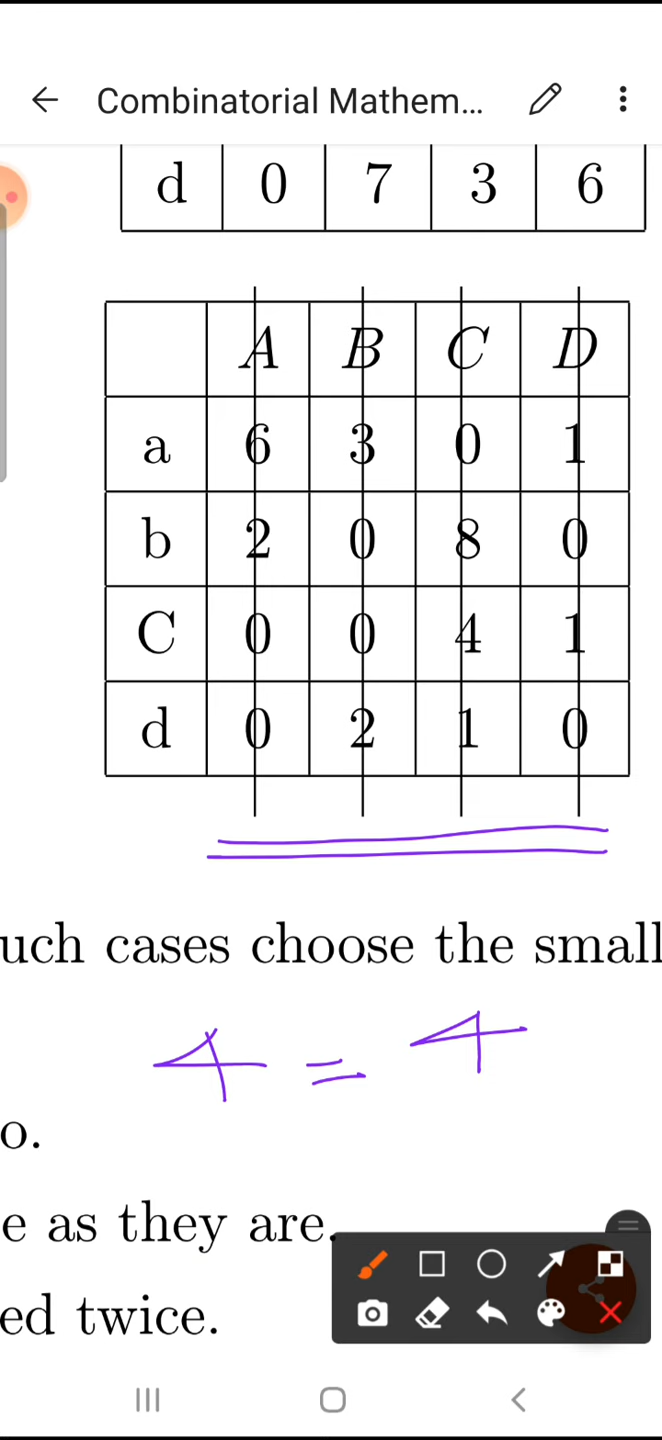 Combinatorial Mathem...
d 0 7 3 6
A B C D
a 6 3 0 1
b 2 0 8 0
C 0 0 4 1
d 0 2 1 0
uch cases choose the small
4 = 4
o.
e as they are.
ed twice.